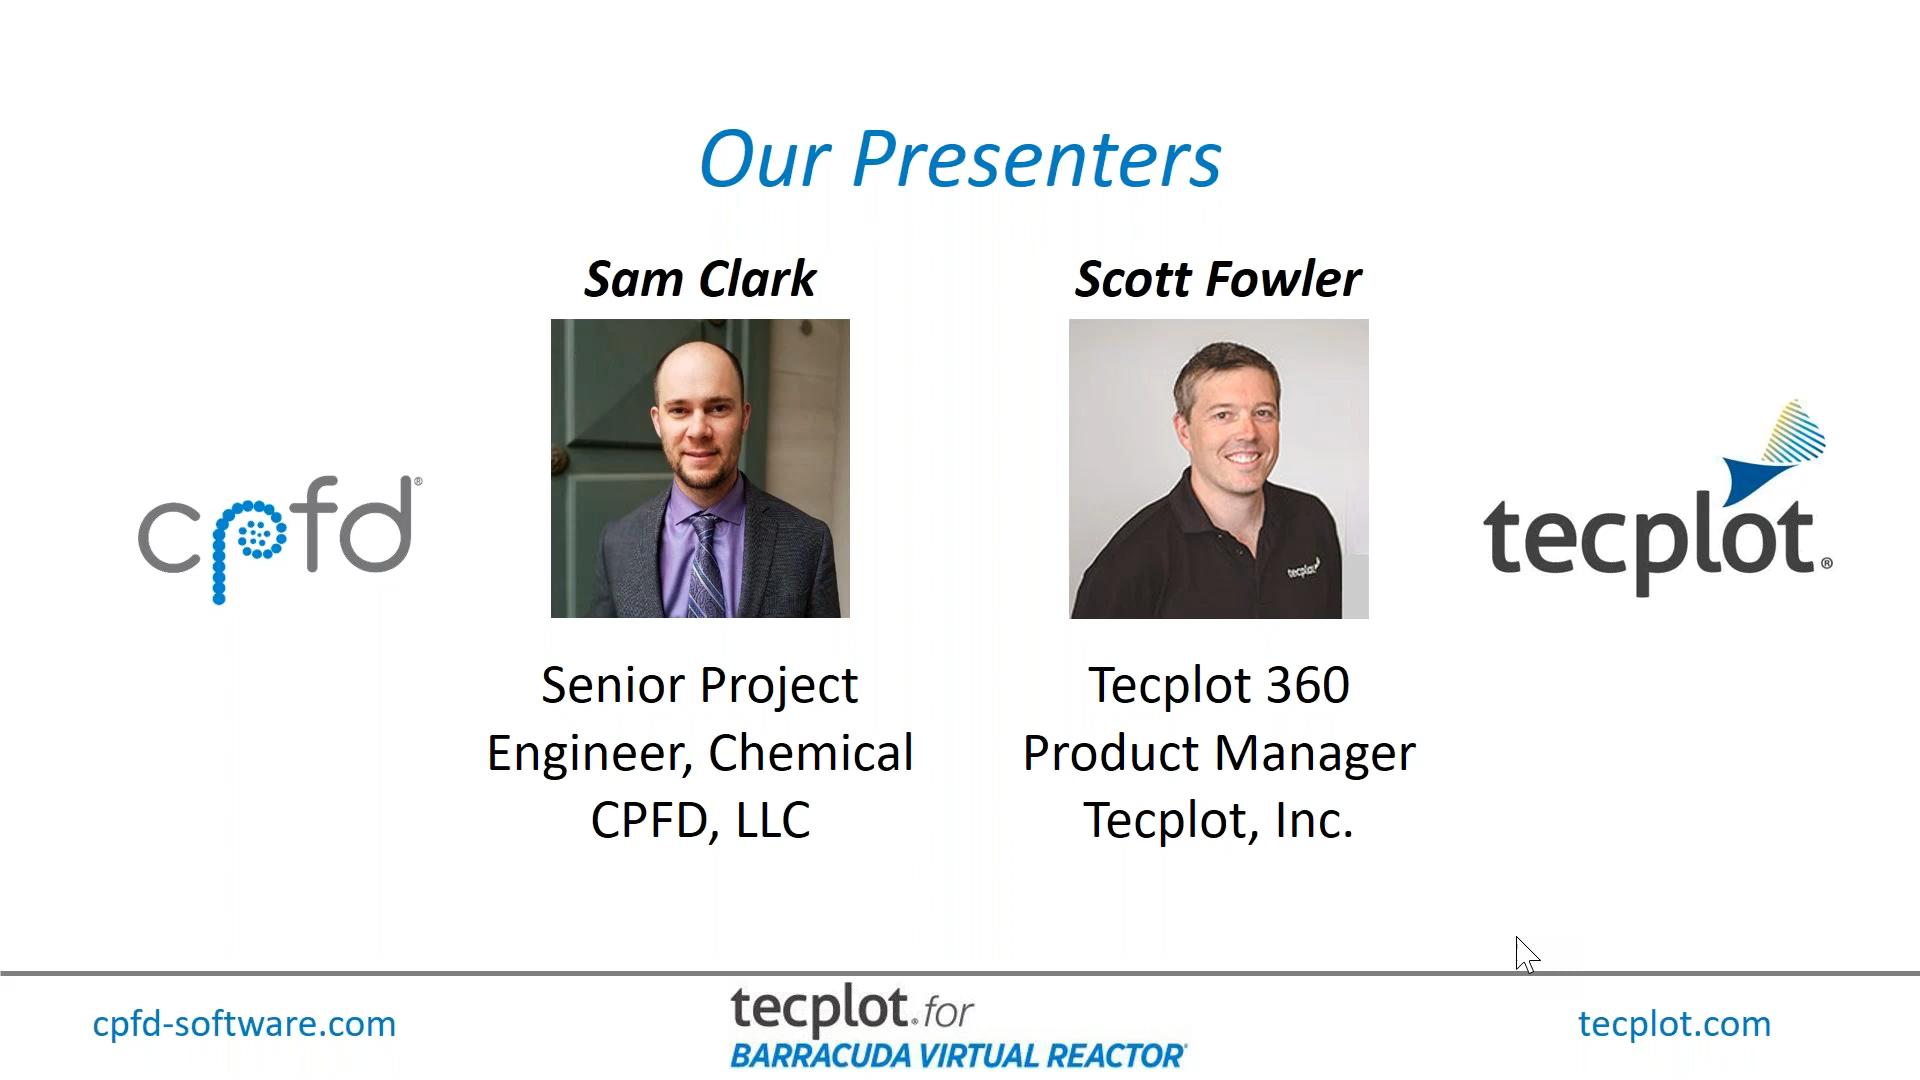 Our Presenters
Sam Clark
Scott Fowler
cpfd®
tecplot
tecplot®
Senior Project
Engineer, Chemical
CPFD, LLC
Tecplot 360
Product Manager
Tecplot, Inc.
cpfd-software.com
tecplot® for
BARRACUDA VIRTUAL REACTOR®
tecplot.com